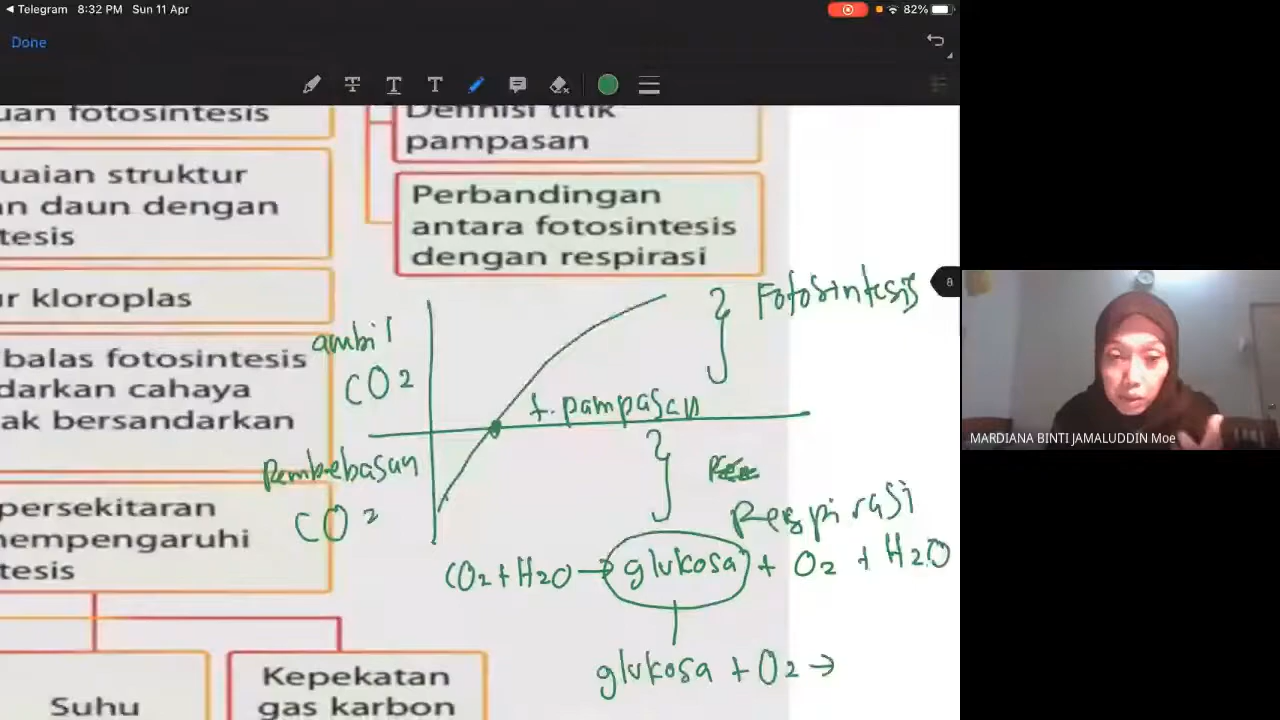 Telegram 8:32 PM Sun 11 Apr 82%
Done
T T T
uan fotosintesis
Definisi titik
pampasan
uaian struktur
n daun dengan
tesis
Perbandingan
antara fotosintesis
dengan respirasi
r kloroplas
8
Fotosintesis
ambil
CO2
balas fotosintesis
darkan cahaya
ak bersandarkan
t. pampasan
Pembebasan
CO2
Respirasi
persekitaran
nempengaruhi
tesis
CO2 + H2O → glukosa + O2 + H2O
glukosa + O2 →
Suhu
Kepekatan
gas karbon
MARDIANA BINTI JAMALUDDIN Moe